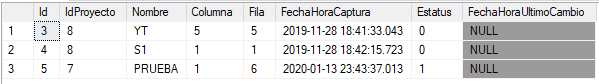 Id IdProyecto Nombre Columna Fila FechaHoraCaptura Estatus FechaHoraUltimoCambio
1 3 8 YT 5 5 2019-11-28 18:41:33.043 0 NULL
2 4 8 S1 1 1 2019-11-28 18:42:15.723 0 NULL
3 5 7 PRUEBA 1 6 2020-01-13 23:43:37.013 1 NULL